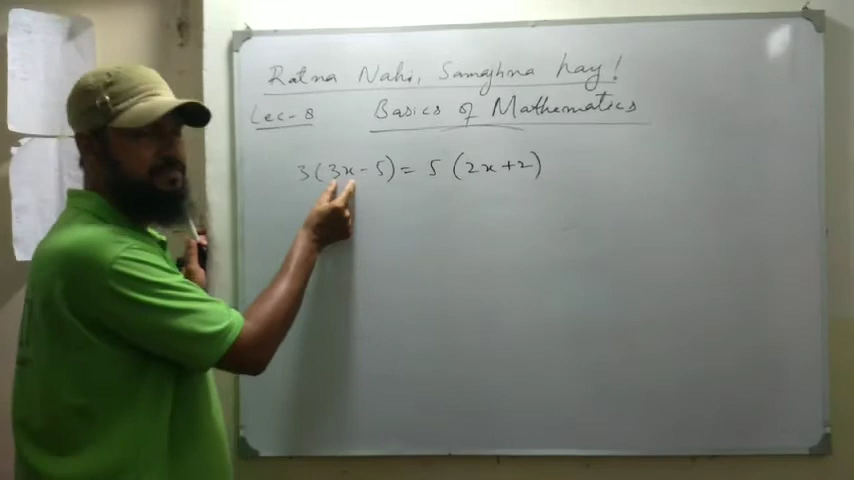 Ratna Nahi, Samajhna hay!
Lec-8 Basics of Mathematics
3(3x-5) = 5(2x+2)